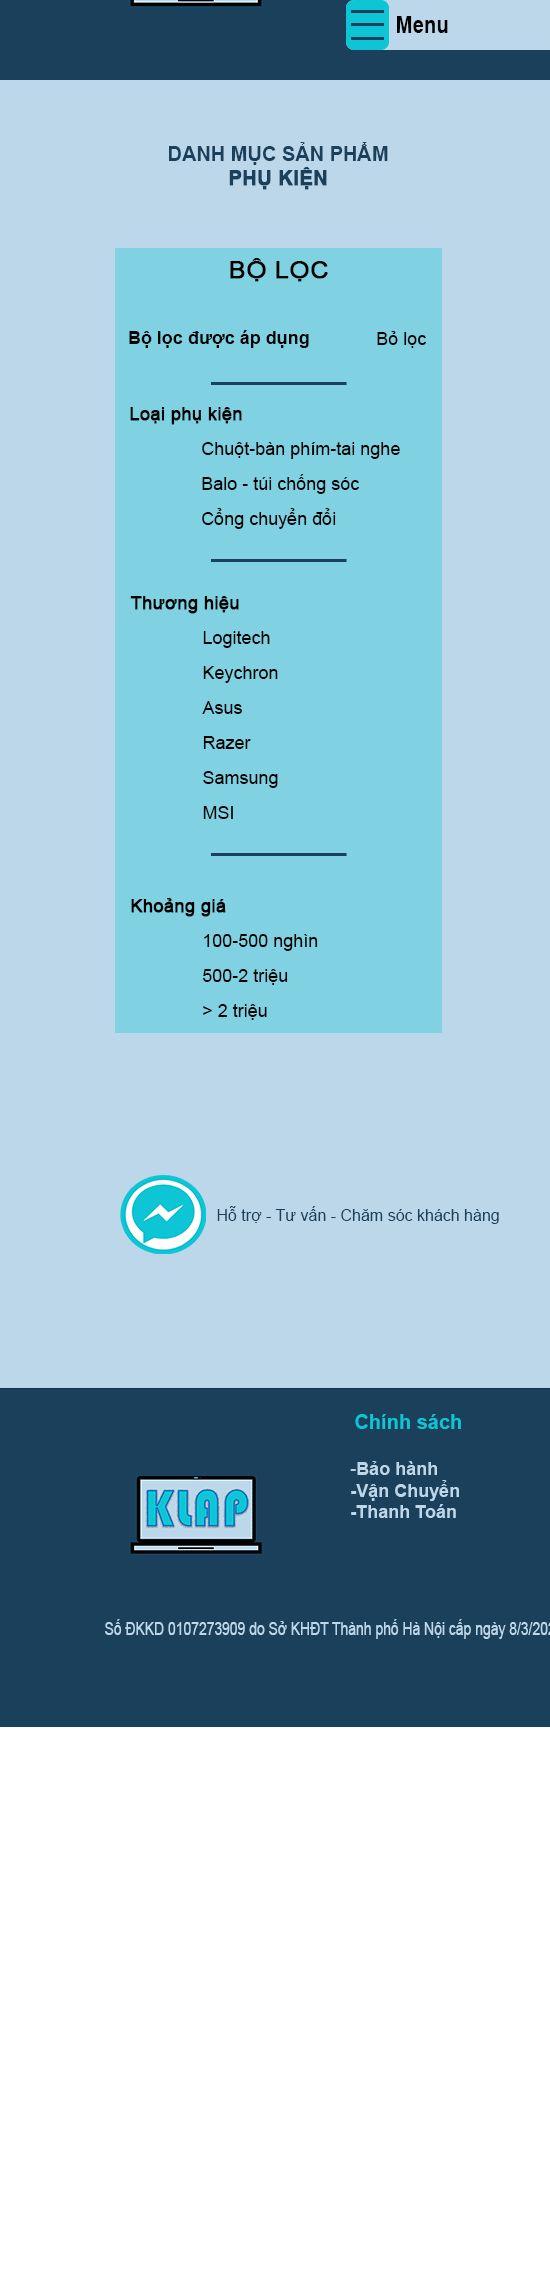 Menu
DANH MỤC SẢN PHẨM
PHỤ KIỆN
BỘ LỌC
Bộ lọc được áp dụng Bỏ lọc
Loại phụ kiện
Chuột-bàn phím-tai nghe
Balo - túi chống sóc
Cổng chuyển đổi
Thương hiệu
Logitech
Keychron
Asus
Razer
Samsung
MSI
Khoảng giá
100-500 nghìn
500-2 triệu
> 2 triệu
Hỗ trợ - Tư vấn - Chăm sóc khách hàng
Chính sách
-Bảo hành
-Vận Chuyển
-Thanh Toán
KLAP
Số ĐKKD 0107273909 do Sở KHĐT Thành phố Hà Nội cấp ngày